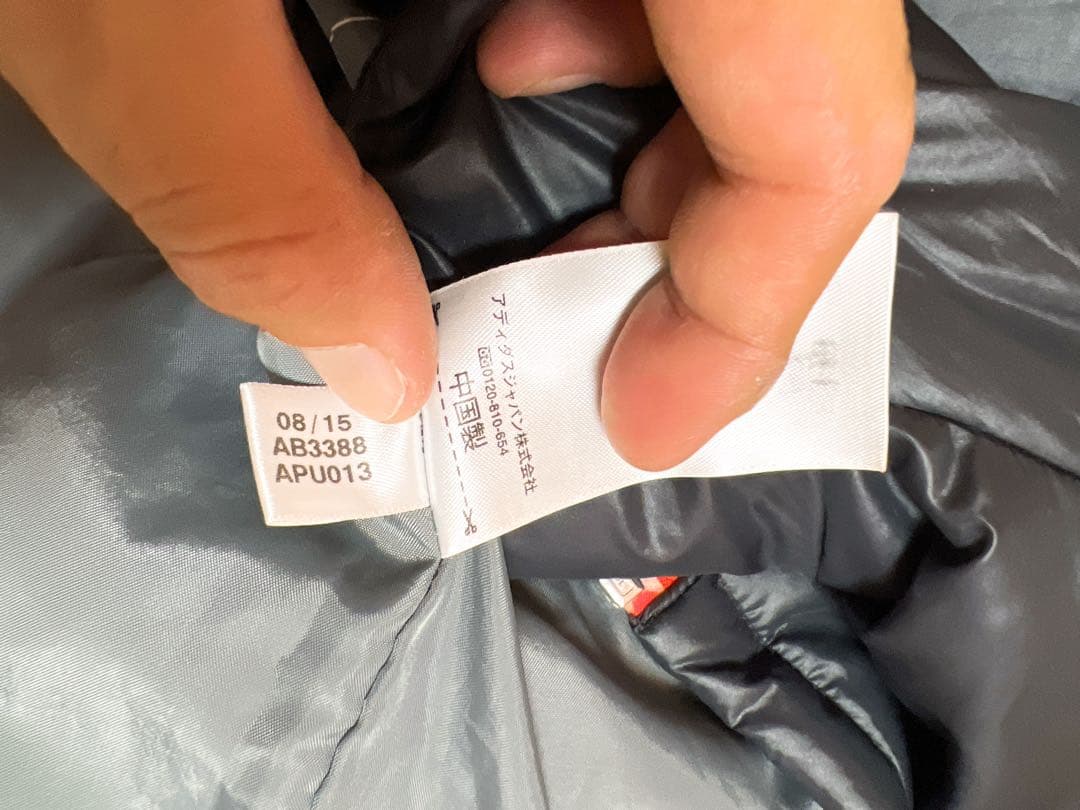 08/15
AB3388
APU013
アディダスジャパン株式会社
0120-810-654
中国製